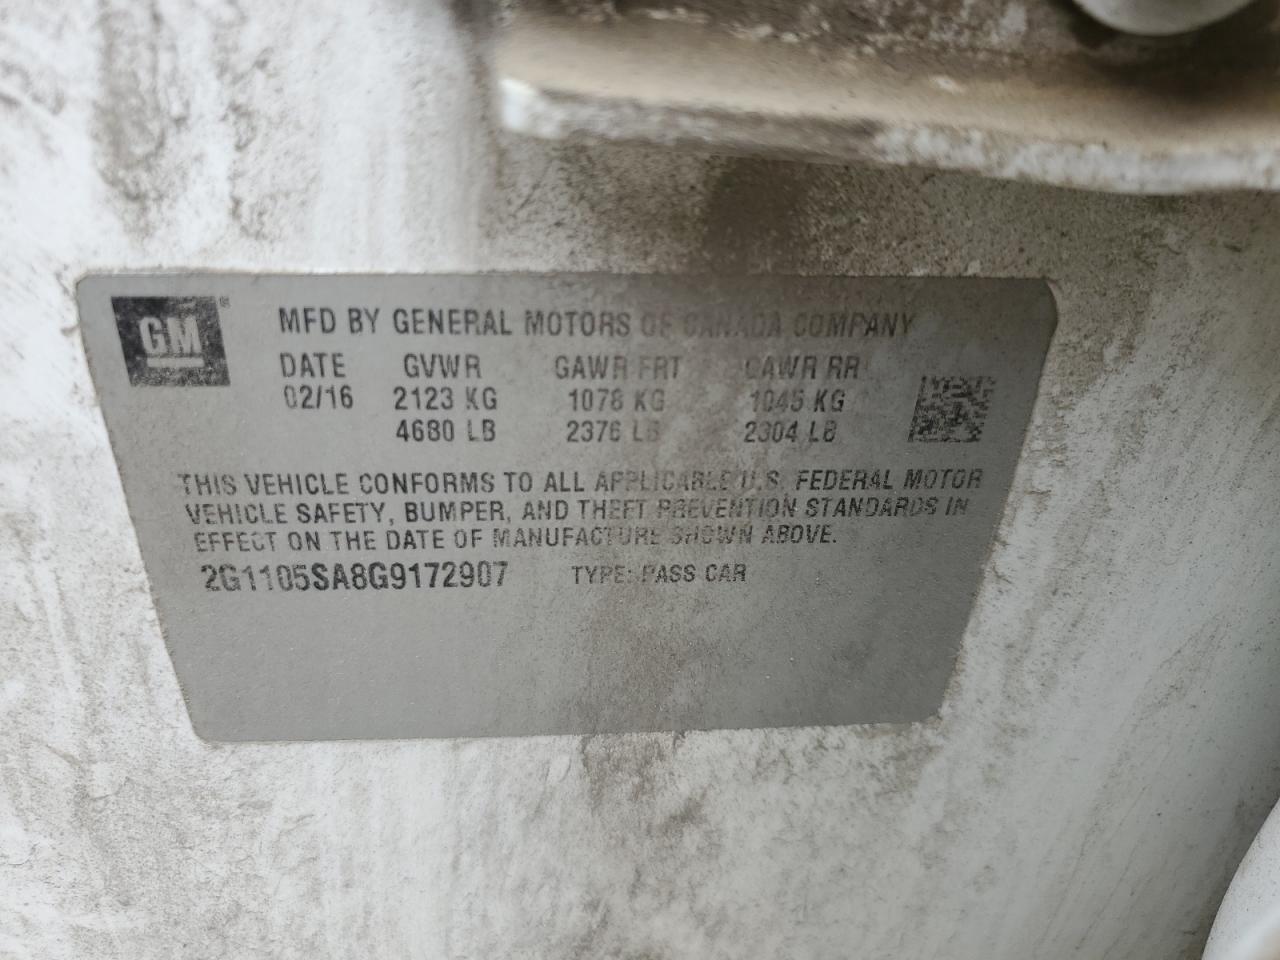 GM®
MFD BY GENERAL MOTORS OF CANADA COMPANY
DATE GVWR GAWR FRT GAWR RR
02/16 2123 KG 1078 KG 1045 KG
4680 LB 2376 LB 2304 LB
THIS VEHICLE CONFORMS TO ALL APPLICABLE U.S. FEDERAL MOTOR
VEHICLE SAFETY, BUMPER, AND THEFT PREVENTION STANDARDS IN
EFFECT ON THE DATE OF MANUFACTURE SHOWN ABOVE.
2G1105SA8G9172907 TYPE: PASS CAR